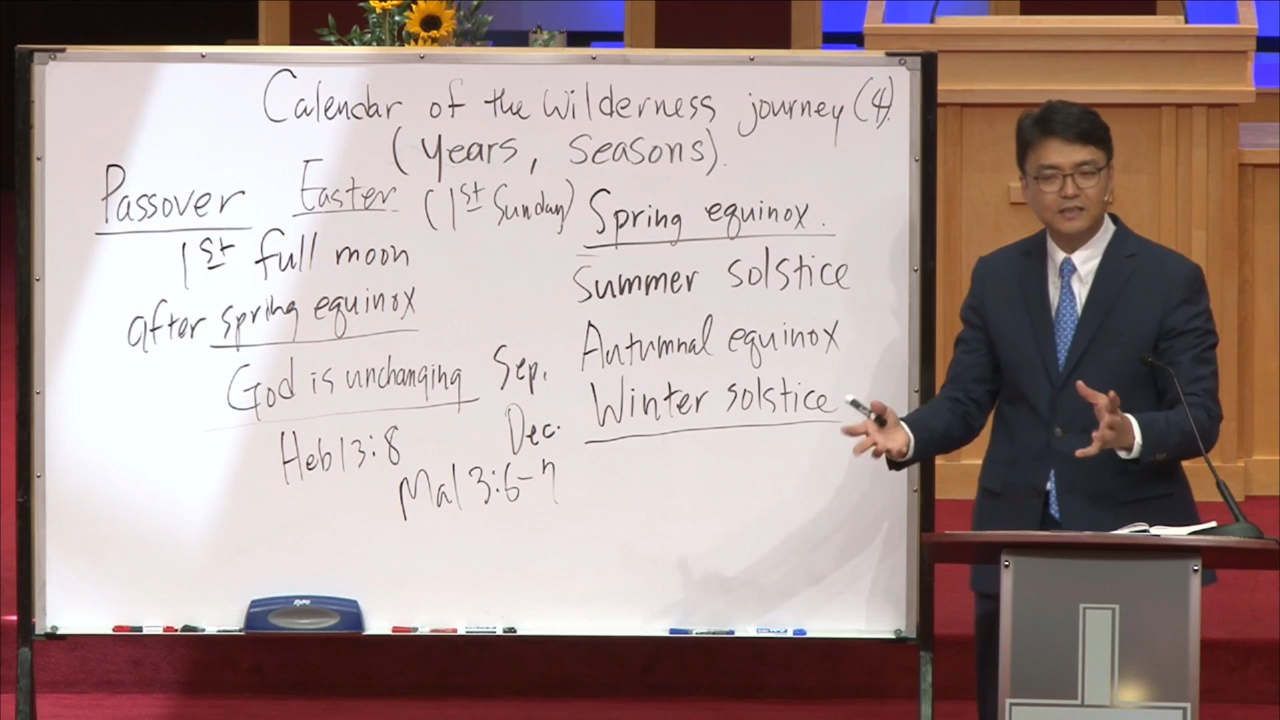 Calendar of the Wilderness journey (4).
(years, seasons).
Passover Easter (1st Sunday) Spring equinox.
1st full moon
Summer solstice
after spring equinox
Autumnal equinox
God is unchanging Sep.
Winter solstice
Heb 13:8 Dec.
Mal 3:6-7
EXPO